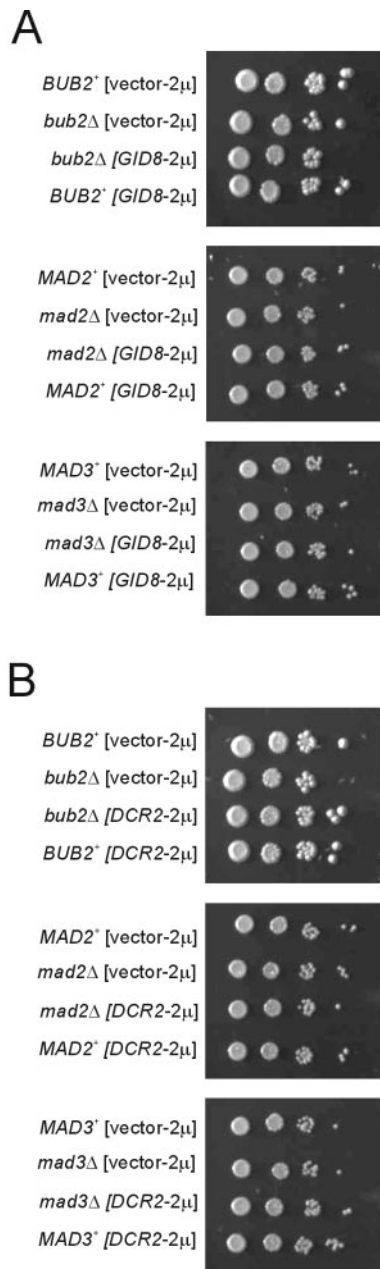 A
BUB2⁺ [vector-2μ]
bub2Δ [vector-2μ]
bub2Δ [GID8-2μ]
BUB2⁺ [GID8-2μ]
MAD2⁺ [vector-2μ]
mad2Δ [vector-2μ]
mad2Δ [GID8-2μ]
MAD2⁺ [GID8-2μ]
MAD3⁺ [vector-2μ]
mad3Δ [vector-2μ]
mad3Δ [GID8-2μ]
MAD3⁺ [GID8-2μ]
B
BUB2⁺ [vector-2μ]
bub2Δ [vector-2μ]
bub2Δ [DCR2-2μ]
BUB2⁺ [DCR2-2μ]
MAD2⁺ [vector-2μ]
mad2Δ [vector-2μ]
mad2Δ [DCR2-2μ]
MAD2⁺ [DCR2-2μ]
MAD3⁺ [vector-2μ]
mad3Δ [vector-2μ]
mad3Δ [DCR2-2μ]
MAD3⁺ [DCR2-2μ]